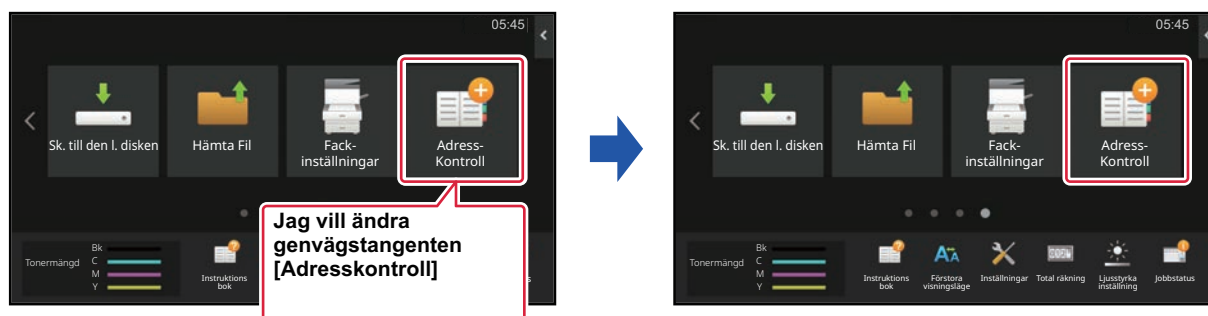 05:45
Sk. till den l. disken
Hämta Fil
Fack-
inställningar
Adress-
Kontroll
Jag vill ändra
genvägstangenten
[Adresskontroll]
Tonermängd
Bk
C
M
Y
Instruktions
bok
s
05:45
Sk. till den l. disken
Hämta Fil
Fack-
inställningar
Adress-
Kontroll
Tonermängd
Bk
C
M
Y
Instruktions
bok
Förstora
visningsläge
Inställningar
Total räkning
Ljusstyrka
inställning
Jobbstatus